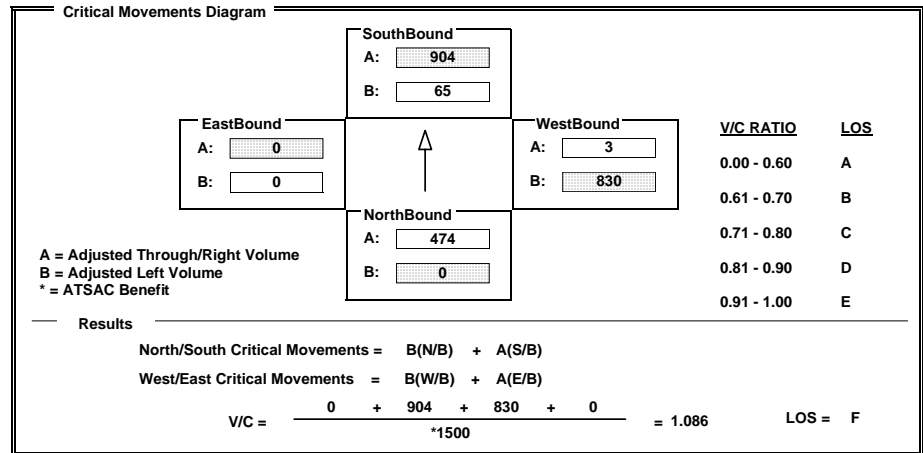 Critical Movements Diagram
SouthBound
A: 904
B: 65
EastBound
A: 0
B: 0
WestBound
A: 3
B: 830
NorthBound
A: 474
B: 0
V/C RATIO LOS
0.00 - 0.60 A
0.61 - 0.70 B
0.71 - 0.80 C
0.81 - 0.90 D
0.91 - 1.00 E
A = Adjusted Through/Right Volume
B = Adjusted Left Volume
* = ATSAC Benefit
Results
North/South Critical Movements = B(N/B) + A(S/B)
West/East Critical Movements = B(W/B) + A(E/B)
V/C = 0 + 904 + 830 + 0 = 1.086 LOS = F
*1500